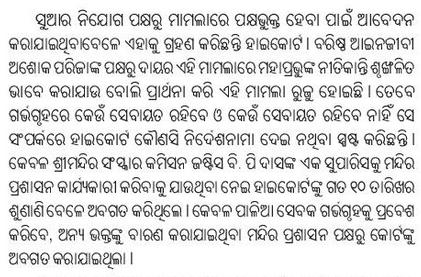 ସୁଆର ନିଯୋଗ ପକ୍ଷରୁ ମାମଲାରେ ପକ୍ଷଭୁକ୍ତ ହେବା ପାଇଁ ଆବେଦନ
କରାଯାଇଥିବାବେଳେ ଏହାକୁ ଗ୍ରହଣ କରିଛନ୍ତି ହାଇକୋର୍ଟ । ବରିଷ୍ଠ ଆଇନଜୀବୀ
ଅଶୋକ ପରିଜାଙ୍କ ପକ୍ଷରୁ ଦାୟର ଏହି ମାମଲାରେ ମହାପ୍ରଭୁଙ୍କ ନୀତିକାନ୍ତି ଶୃଙ୍ଖଳିତ
ଭାବେ କରାଯାଉ ବୋଲି ପ୍ରାର୍ଥନା କରି ଏହି ମାମଲା ରୁଜୁ ହୋଇଛି । ତେବେ
ଗର୍ଭଗୃହରେ କେଉଁ ସେବାୟତ ରହିବେ ଓ କେଉଁ ସେବାୟତ ରହିବେ ନାହିଁ ସେ
ସଂପର୍କରେ ହାଇକୋର୍ଟ କୌଣସି ନିର୍ଦେଶନାମା ଦେଇ ନଥିବା ସ୍ପଷ୍ଟ କରିଛନ୍ତି ।
କେବଳ ଶ୍ରୀମନ୍ଦିର ସଂସ୍କାର କମିସନ ଜଷ୍ଟିସ ବି. ପି ଦାସଙ୍କ ଏକ ସୁପାରିସକୁ ମନ୍ଦିର
ପ୍ରଶାସନ କାର୍ଯ୍ୟକାରୀ କରିବାକୁ ଯାଉଥିବା ନେଇ ହାଇକୋର୍ଟଙ୍କୁ ଗତ ୧୦ ତାରିଖର
ଶୁଣାଣି ବେଳେ ଅବଗତ କରିଥିଲେ । କେବଳ ପାଳିଆ ସେବକ ଗର୍ଭଗୃହକୁ ପ୍ରବେଶ
କରିବେ, ଅନ୍ୟ ଭକ୍ତଙ୍କୁ ବାରଣ କରାଯାଇଥିବା ମନ୍ଦିର ପ୍ରଶାସନ ପକ୍ଷରୁ କୋର୍ଟଙ୍କୁ
ଅବଗତ କରାଯାଇଥିଲା ।